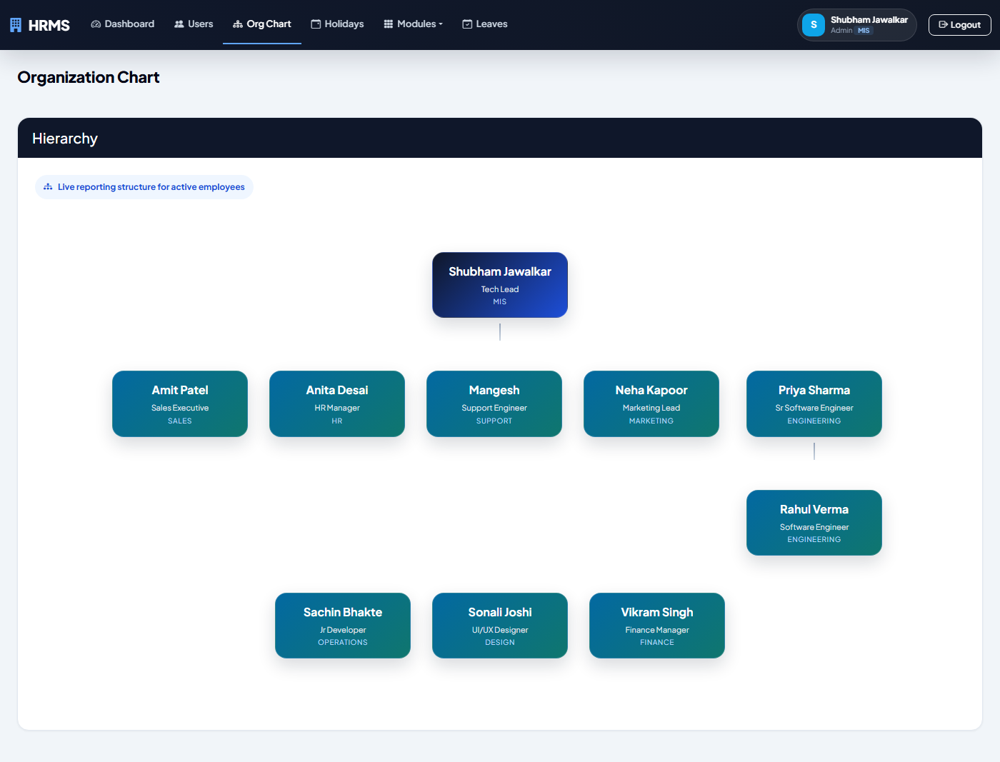 HRMS
Dashboard
Users
Org Chart
Holidays
Modules
Leaves
S
Shubham Jawalkar
Admin MIS
Logout
Organization Chart
Hierarchy
Live reporting structure for active employees
Shubham Jawalkar
Tech Lead
MIS
Amit Patel
Sales Executive
SALES
Anita Desai
HR Manager
HR
Mangesh
Support Engineer
SUPPORT
Neha Kapoor
Marketing Lead
MARKETING
Priya Sharma
Sr Software Engineer
ENGINEERING
Rahul Verma
Software Engineer
ENGINEERING
Sachin Bhakte
Jr Developer
OPERATIONS
Sonali Joshi
UI/UX Designer
DESIGN
Vikram Singh
Finance Manager
FINANCE